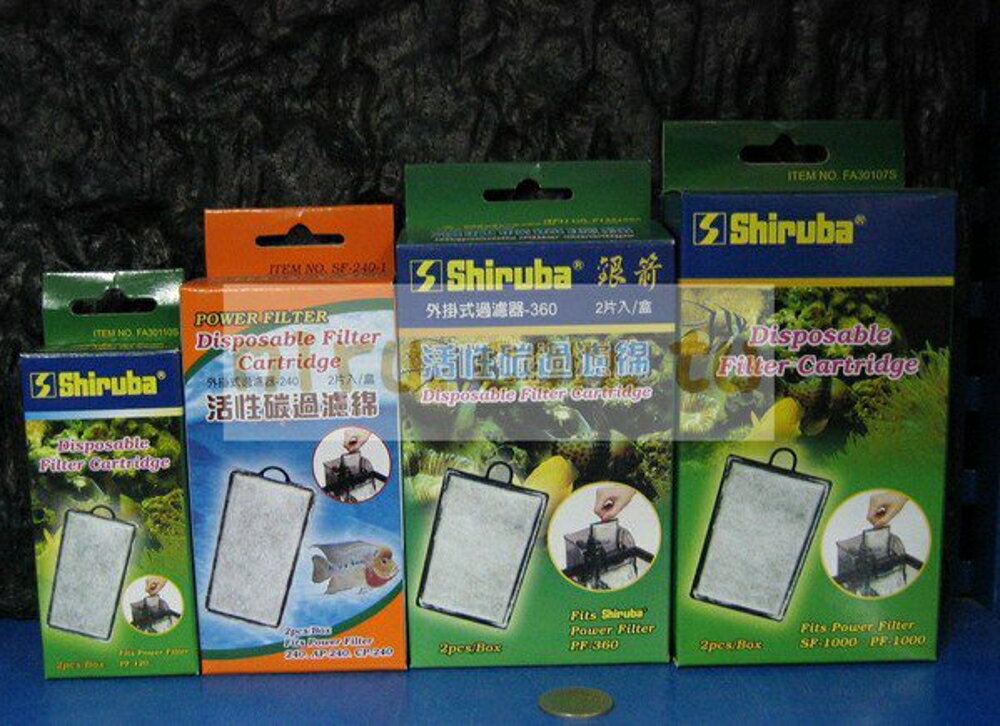 ITEM NO. FA30110S
Shiruba®
Disposable
Filter Cartridge
2pcs/Box
Fits Power Filter
PF-120
ITEM NO. SF-240-1
POWER FILTER
Disposable Filter
Cartridge
外掛式過濾器-240 2片入/盒
活性碳過濾綿
2pcs/Box
Fits Power Filter
240, AP-240, CP-240
Shiruba® 銀箭
外掛式過濾器-360 2片入/盒
活性碳過濾綿
Disposable Filter Cartridge
2pcs/Box
Fits Shiruba®
Power Filter
PF-360
ITEM NO. FA30107S
Shiruba®
Disposable
Filter Cartridge
2pcs/Box
Fits Power Filter
SF-1000 PF-1000